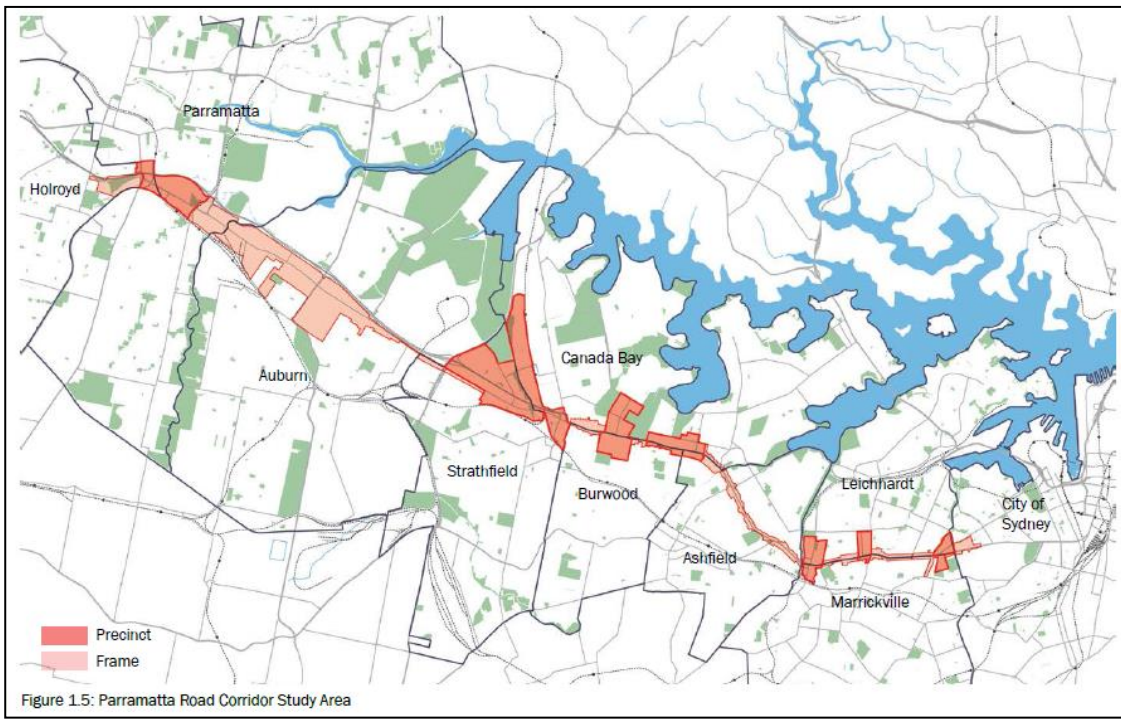 Parramatta
Holroyd
Canada Bay
Auburn
Strathfield
Burwood
Leichhardt
City of
Sydney
Ashfield
Marrickville
Precinct
Frame
Figure 1.5: Parramatta Road Corridor Study Area